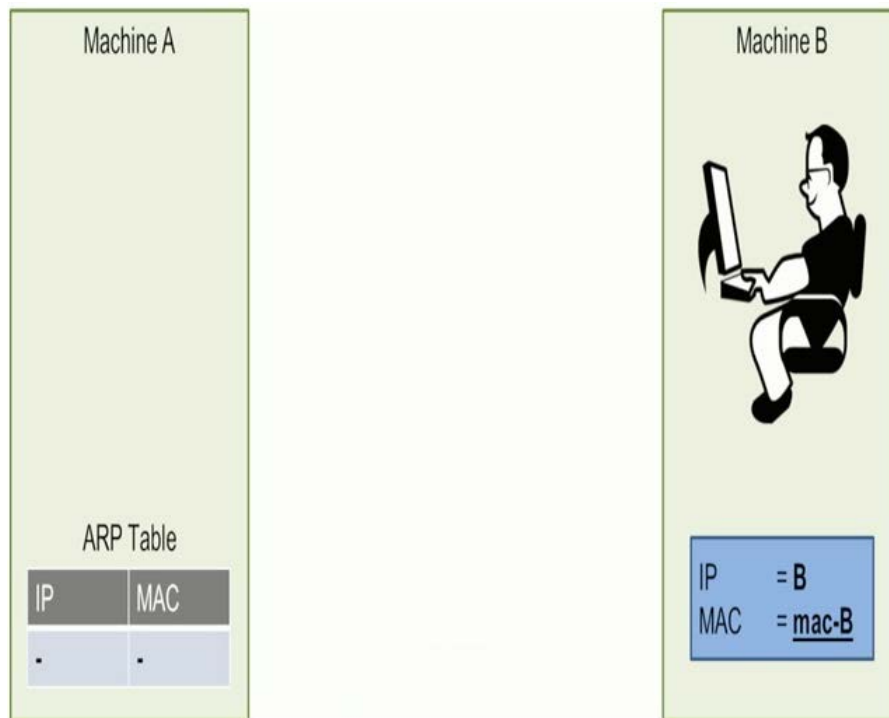 Machine A
Machine B
ARP Table
IP MAC
- -
IP = B
MAC = mac-B